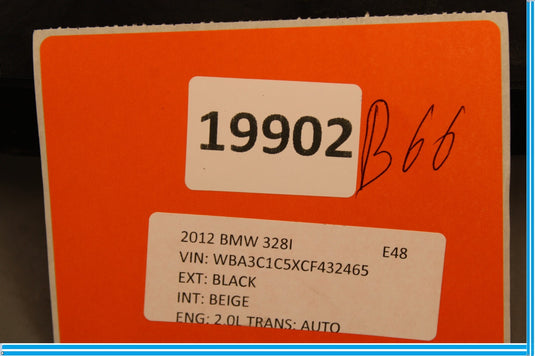 19902 B66
2012 BMW 328I E48
VIN: WBA3C1C5XCF432465
EXT: BLACK
INT: BEIGE
ENG: 2.0L TRANS: AUTO